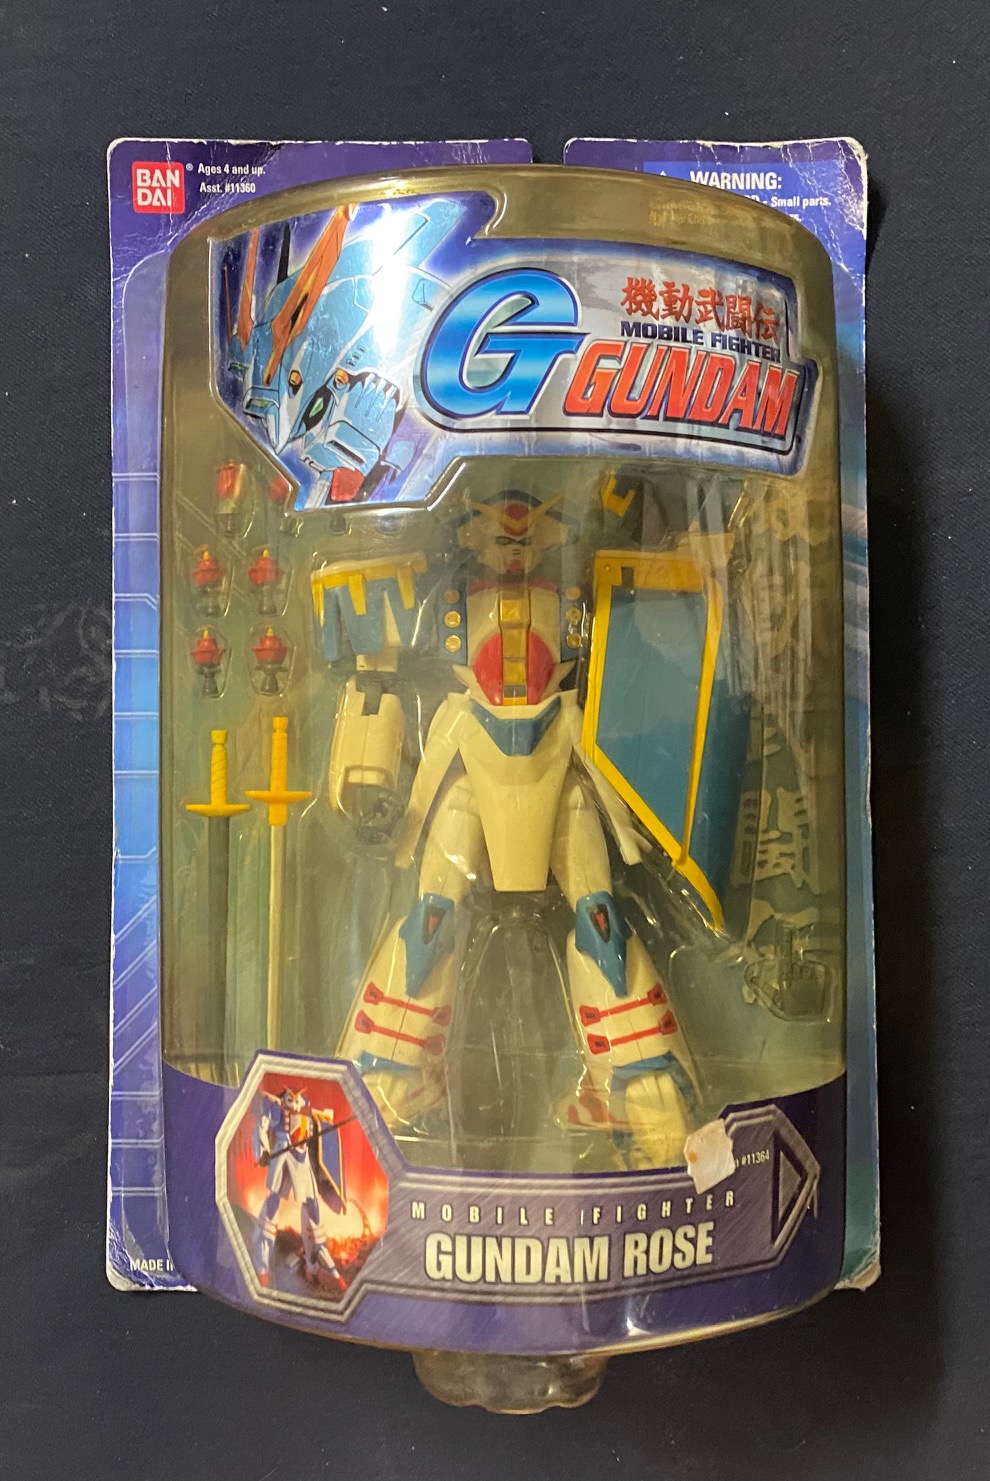 BAN
DAI
®
Ages 4 and up.
Asst. #11360
WARNING:
- Small parts.
G
機動武闘伝
MOBILE FIGHTER
GUNDAM
#11364
MOBILE FIGHTER
GUNDAM ROSE
MADE